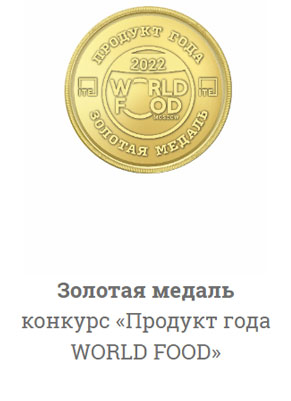 ПРОДУКТ ГОДА
2022
ITE
WORLD
ITE
FOOD
MOSCOW
ЗОЛОТАЯ МЕДАЛЬ
Золотая медаль
конкурс «Продукт года
WORLD FOOD»